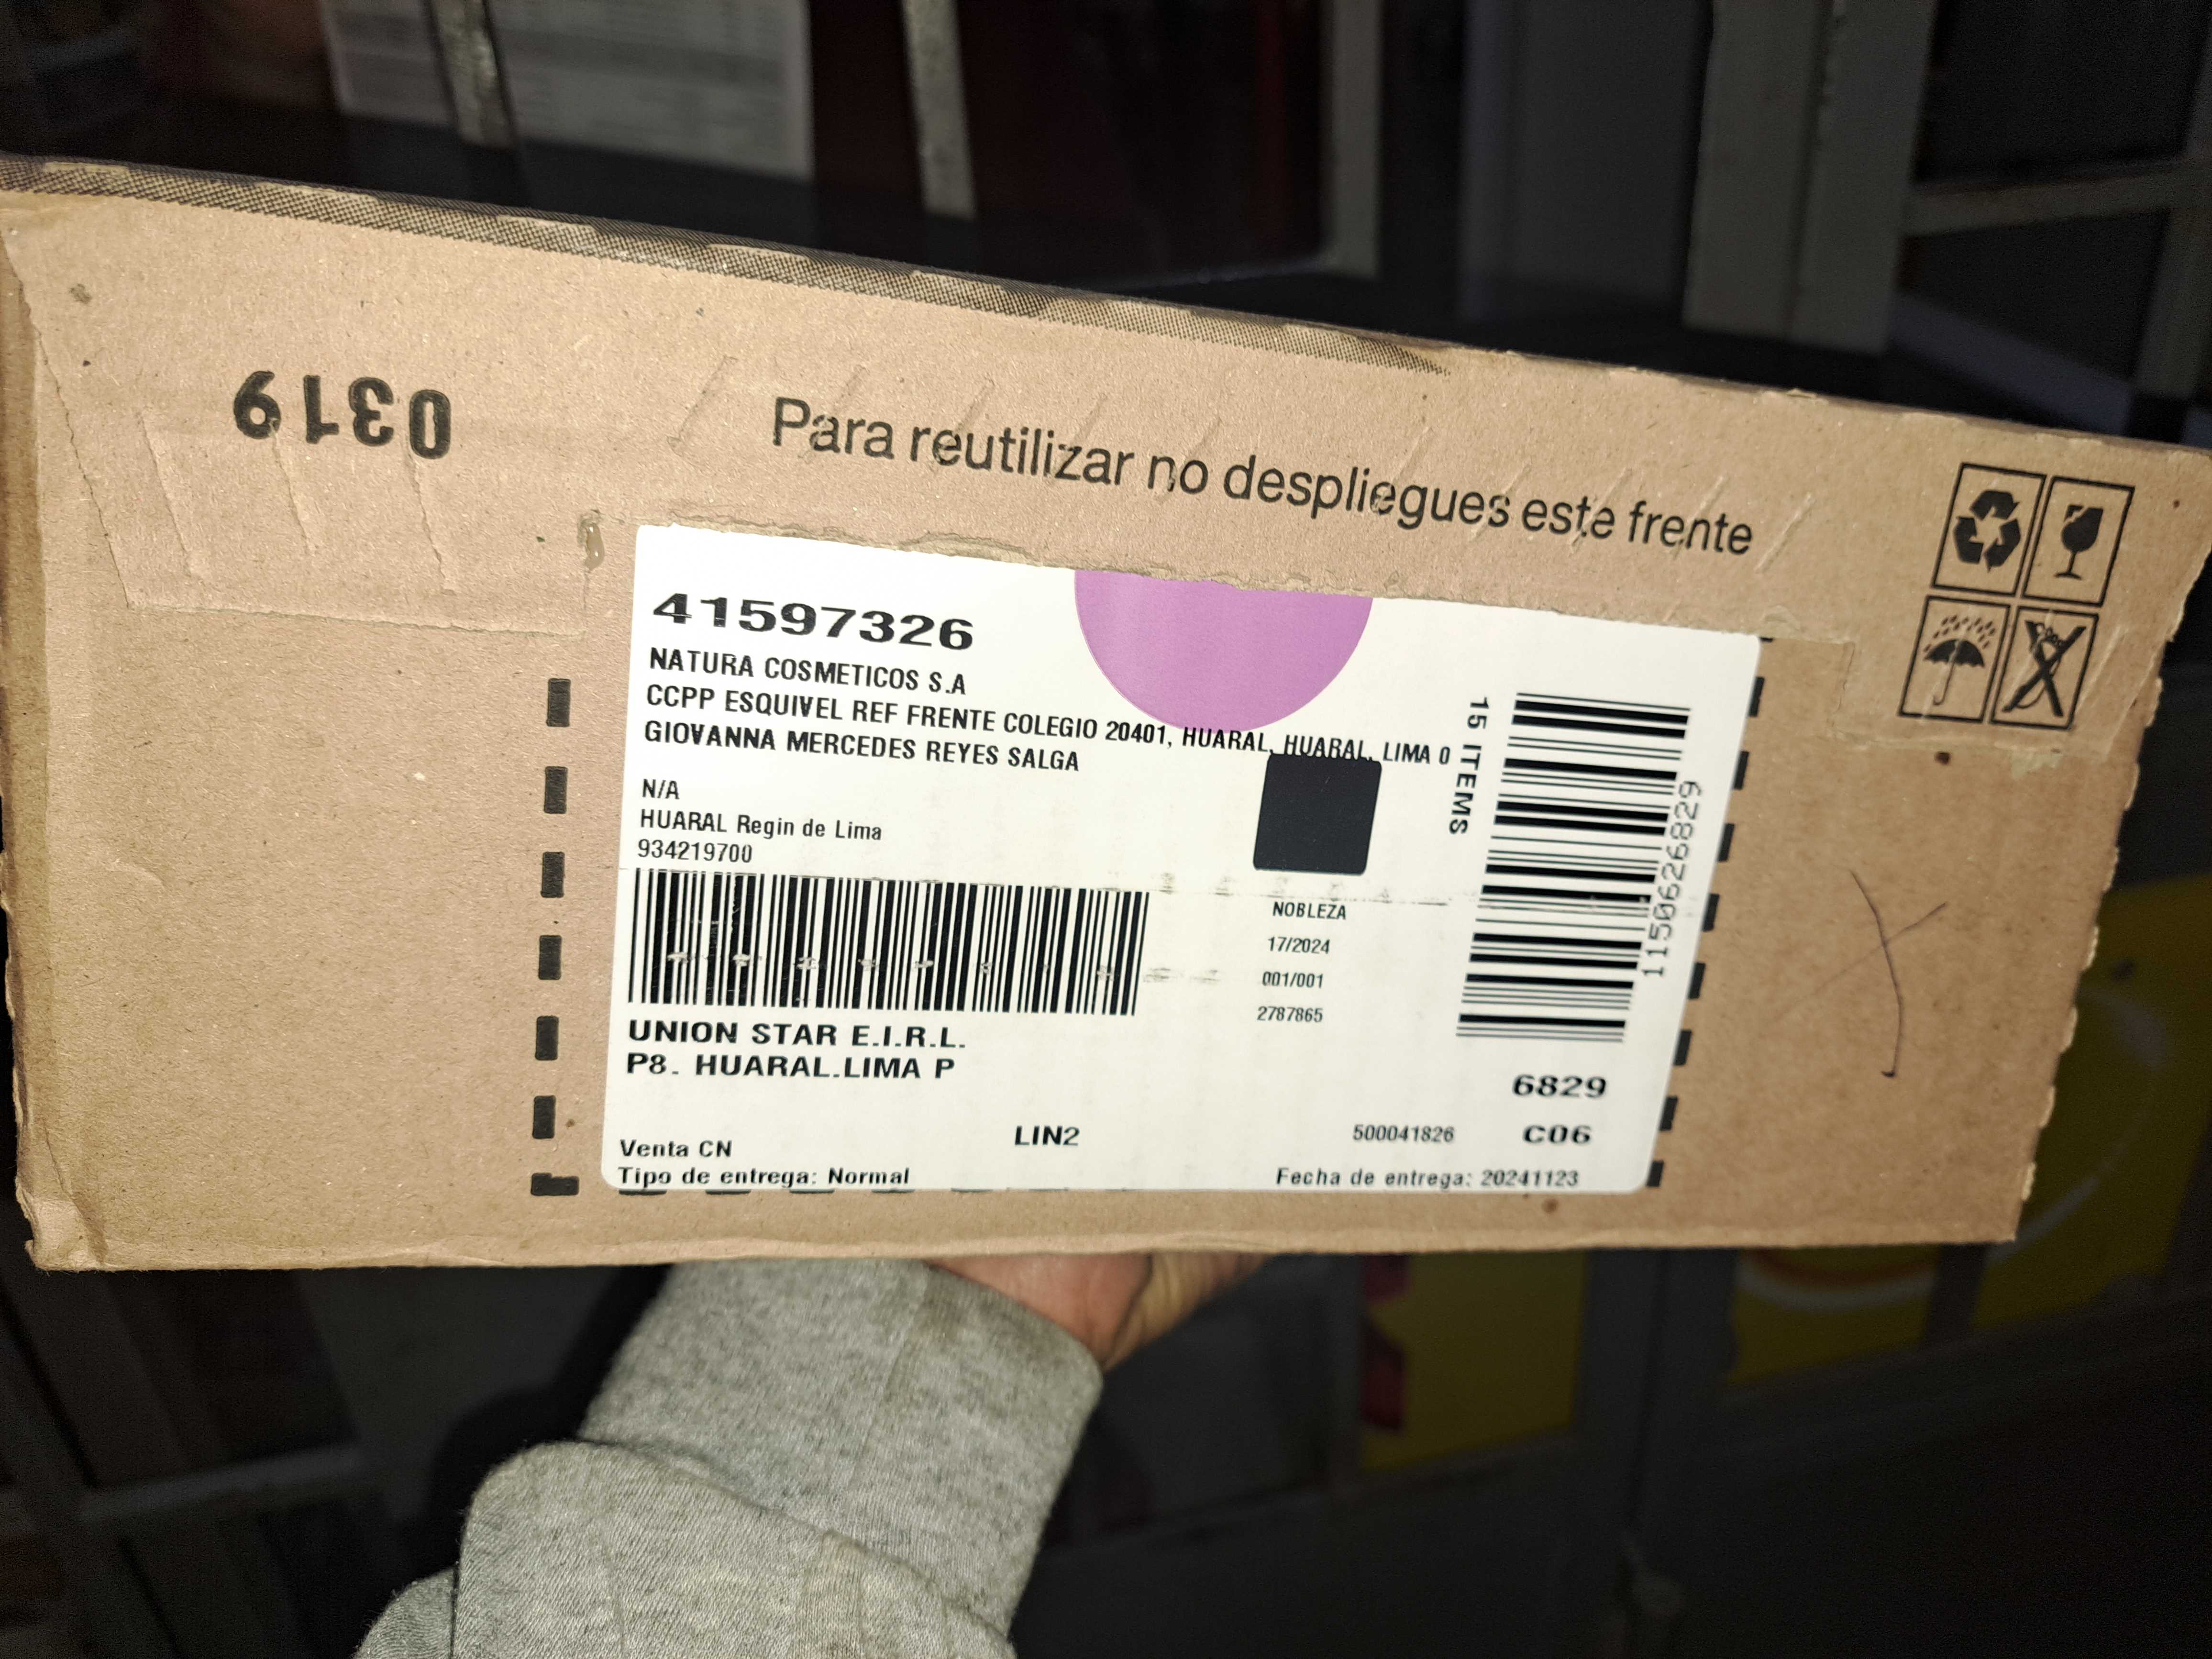 0319
Para reutilizar no despliegues este frente
41597326
NATURA COSMETICOS S.A
CCPP ESQUIVEL REF FRENTE COLEGIO 20401, HUARAL, HUARAL, LIMA 0
GIOVANNA MERCEDES REYES SALGA
N/A
HUARAL Regin de Lima
934219700
15 ITEMS
1150626829
NOBLEZA
17/2024
001/001
2787865
UNION STAR E.I.R.L.
P8. HUARAL.LIMA P
6829
LIN2
500041826
C06
Venta CN
Tipo de entrega: Normal
Fecha de entrega: 20241123